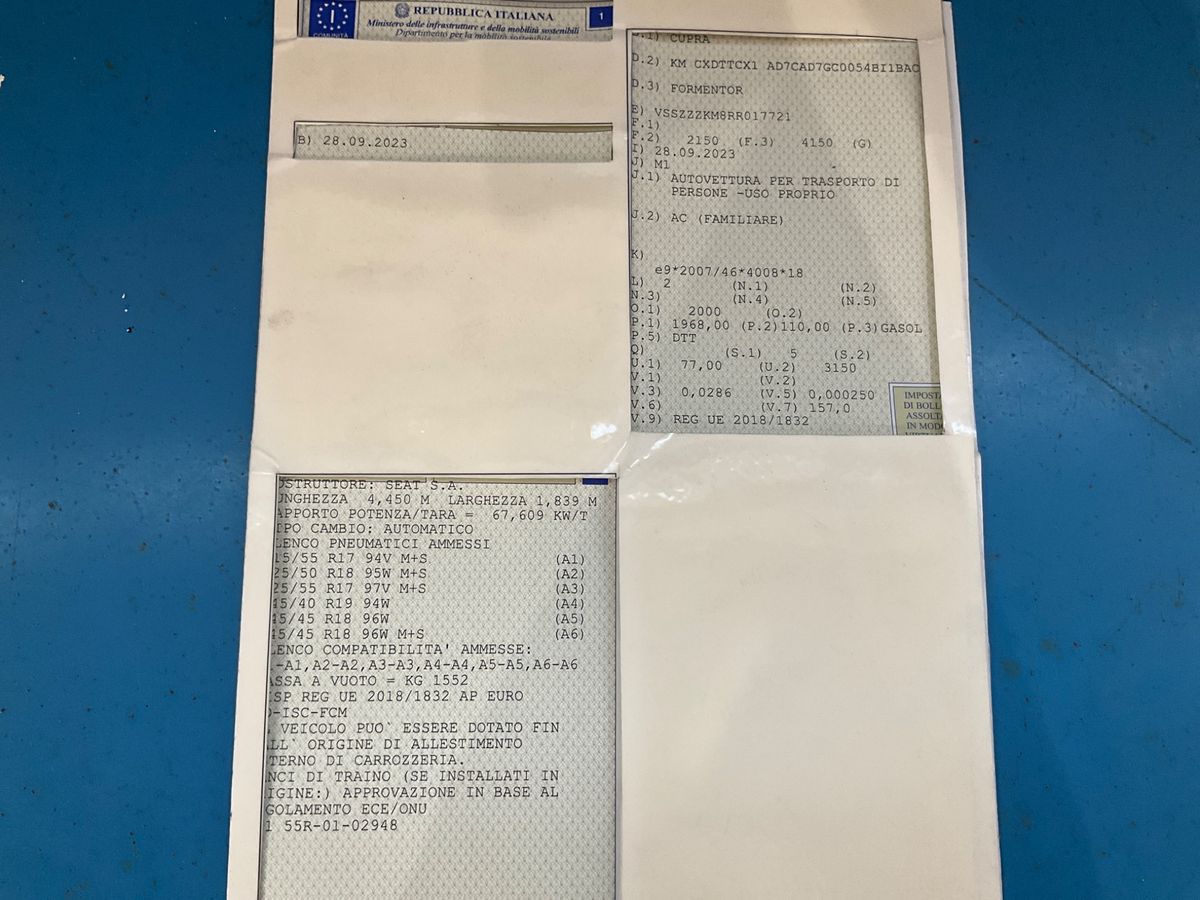 REPUBBLICA ITALIANA
Ministero delle infrastrutture e della mobilità sostenibili
Dipartimento per la mobilità sostenibile
COMUNITÀ
I
1
B) 28.09.2023
.1) CUPRA
D.2) KM CXDTTCX1 AD7CAD7GC0054BI1BAC
D.3) FORMENTOR
E) VSSZZZKM8RR017721
F.1)
F.2) 2150 (F.3) 4150 (G)
I) 28.09.2023
J) M1
J.1) AUTOVETTURA PER TRASPORTO DI
PERSONE -USO PROPRIO
J.2) AC (FAMILIARE)
K)
e9*2007/46*4008*18
L) 2 (N.1) (N.2)
N.3) (N.4) (N.5)
O.1) 2000 (O.2)
P.1) 1968,00 (P.2)110,00 (P.3)GASOL
P.5) DTT
Q) (S.1) 5 (S.2)
U.1) 77,00 (U.2) 3150
V.1) (V.2)
V.3) 0,0286 (V.5) 0,000250
V.6) (V.7) 157,0
V.9) REG UE 2018/1832
IMPOST
DI BOLL
ASSOLT
IN MODO
OSTRUTTORE: SEAT S.A.
UNGHEZZA 4,450 M LARGHEZZA 1,839 M
APPORTO POTENZA/TARA = 67,609 KW/T
IPO CAMBIO: AUTOMATICO
LENCO PNEUMATICI AMMESSI
15/55 R17 94V M+S (A1)
25/50 R18 95W M+S (A2)
25/55 R17 97V M+S (A3)
45/40 R19 94W (A4)
45/45 R18 96W (A5)
45/45 R18 96W M+S (A6)
LENCO COMPATIBILITA' AMMESSE:
-A1,A2-A2,A3-A3,A4-A4,A5-A5,A6-A6
ASSA A VUOTO = KG 1552
SP REG UE 2018/1832 AP EURO
-ISC-FCM
VEICOLO PUO` ESSERE DOTATO FIN
LL` ORIGINE DI ALLESTIMENTO
TERNO DI CARROZZERIA.
NCI DI TRAINO (SE INSTALLATI IN
IGINE:) APPROVAZIONE IN BASE AL
GOLAMENTO ECE/ONU
1 55R-01-02948